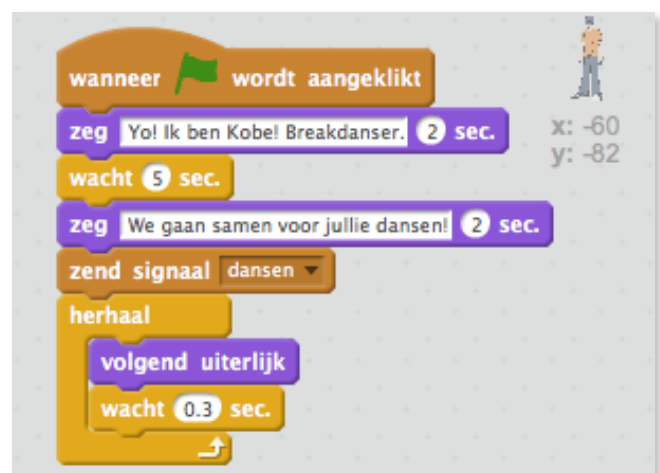 wanneer wordt aangeklikt
zeg Yo! Ik ben Kobe! Breakdanser. 2 sec.
x: -60
y: -82
wacht 5 sec.
zeg We gaan samen voor jullie dansen! 2 sec.
zend signaal dansen
herhaal
volgend uiterlijk
wacht 0.3 sec.